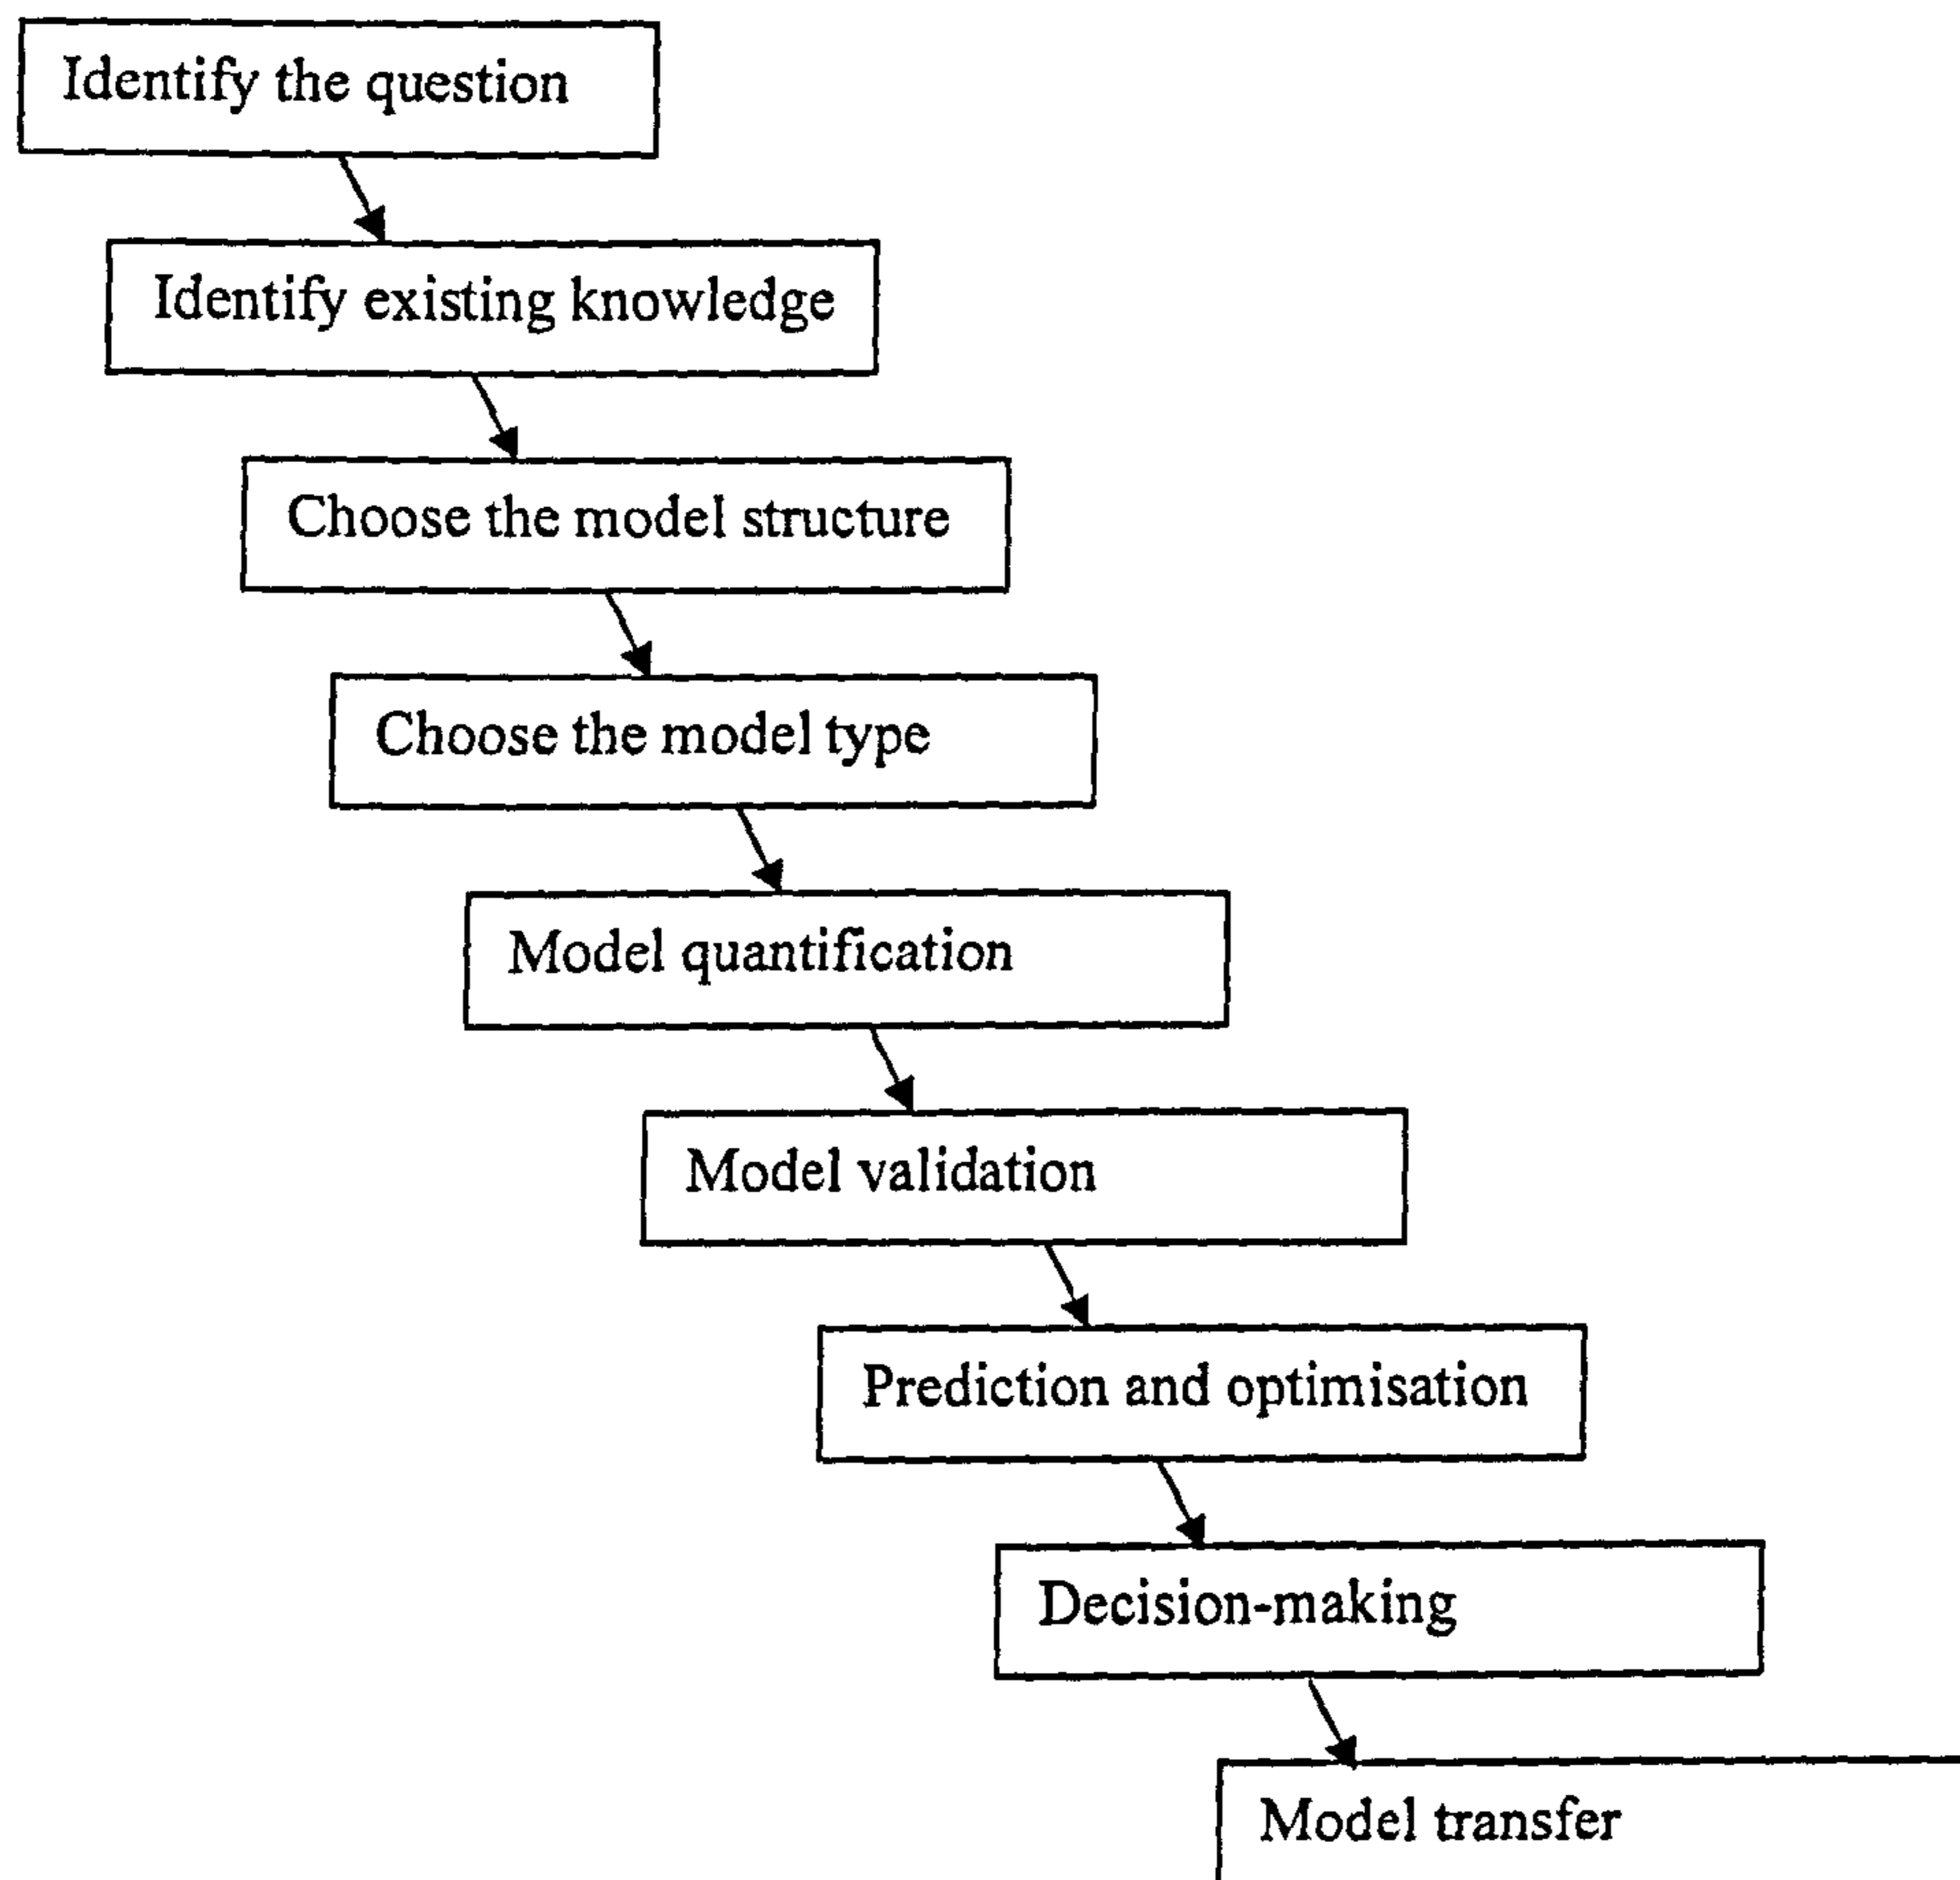 Identify the question
Identify existing knowledge
Choose the model structure
Choose the model type
Model quantification
Model validation
Prediction and optimisation
Decision-making
Model transfer